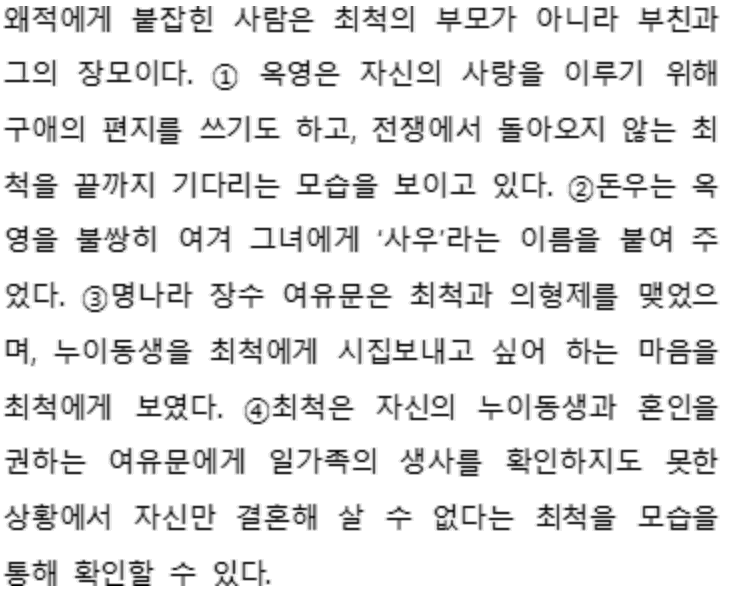 왜적에게 붙잡힌 사람은 최척의 부모가 아니라 부친과
그의 장모이다. ① 옥영은 자신의 사랑을 이루기 위해
구애의 편지를 쓰기도 하고, 전쟁에서 돌아오지 않는 최
척을 끝까지 기다리는 모습을 보이고 있다. ②돈우는 옥
영을 불쌍히 여겨 그녀에게 ‘사우’라는 이름을 붙여 주
었다. ③명나라 장수 여유문은 최척과 의형제를 맺었으
며, 누이동생을 최척에게 시집보내고 싶어 하는 마음을
최척에게 보였다. ④최척은 자신의 누이동생과 혼인을
권하는 여유문에게 일가족의 생사를 확인하지도 못한
상황에서 자신만 결혼해 살 수 없다는 최척을 모습을
통해 확인할 수 있다.